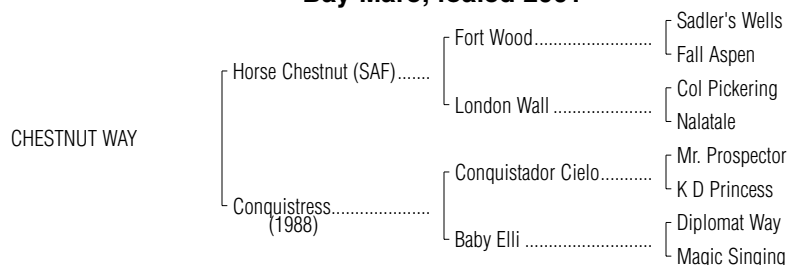 Bay Mare; foaled 2001
Sadler's Wells
Fort Wood
Fall Aspen
Horse Chestnut (SAF)
Col Pickering
London Wall
Nalatale
CHESTNUT WAY
Mr. Prospector
Conquistador Cielo
K D Princess
Conquistress
(1988)
Diplomat Way
Baby Elli
Magic Singing